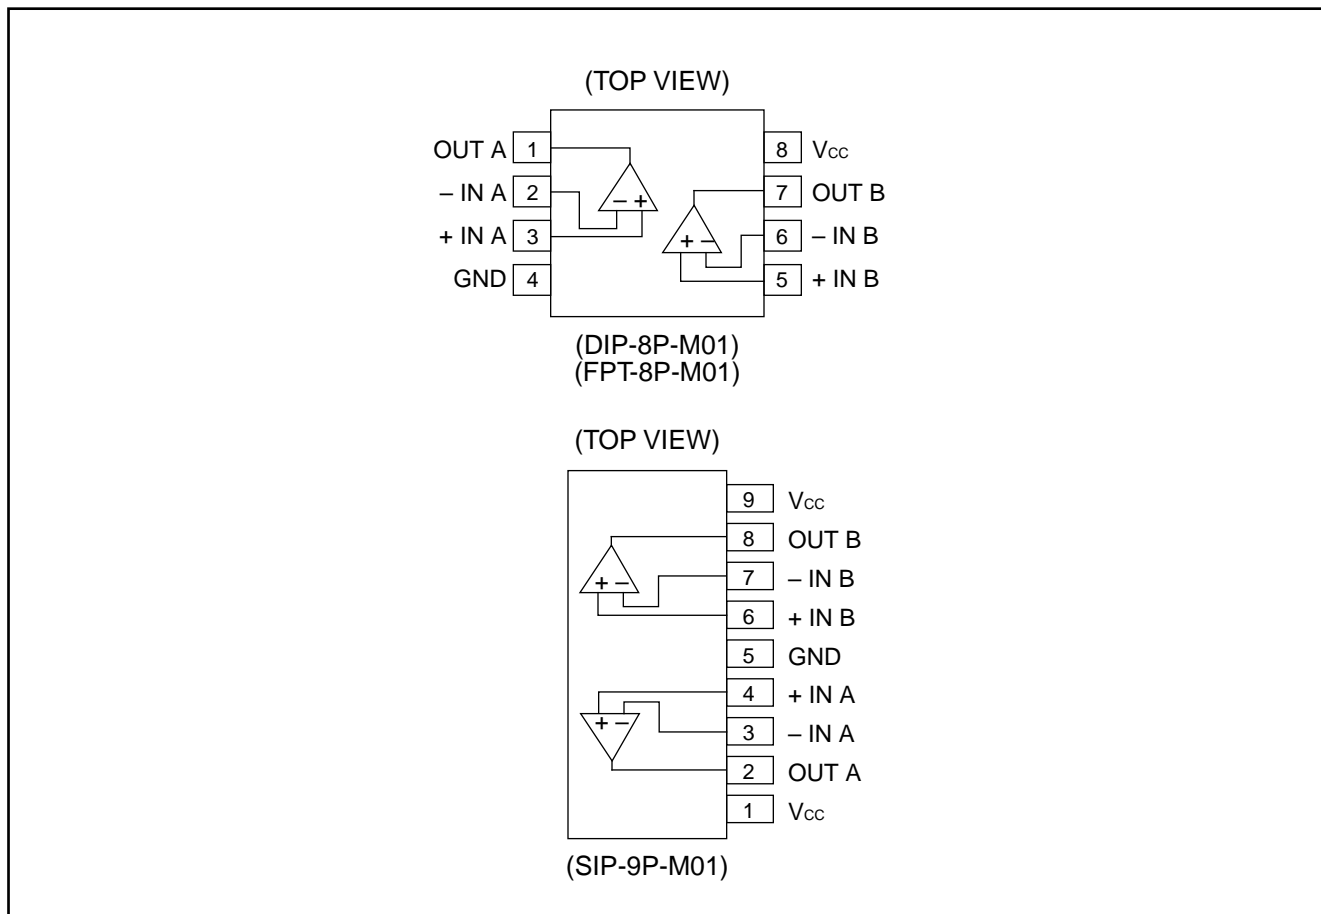 (TOP VIEW)
OUT A 1 8 Vcc
– IN A 2 – + 7 OUT B
+ IN A 3 + – 6 – IN B
GND 4 5 + IN B
(DIP-8P-M01)
(FPT-8P-M01)
(TOP VIEW)
9 Vcc
8 OUT B
+ – 7 – IN B
6 + IN B
5 GND
4 + IN A
+ – 3 – IN A
2 OUT A
1 Vcc
(SIP-9P-M01)